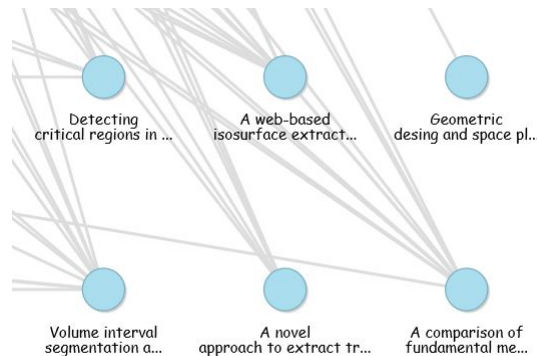 Detecting
critical regions in ...
A web-based
isosurface extract...
Geometric
desing and space pl...
Volume interval
segmentation a...
A novel
approach to extract tr...
A comparison of
fundamental me...